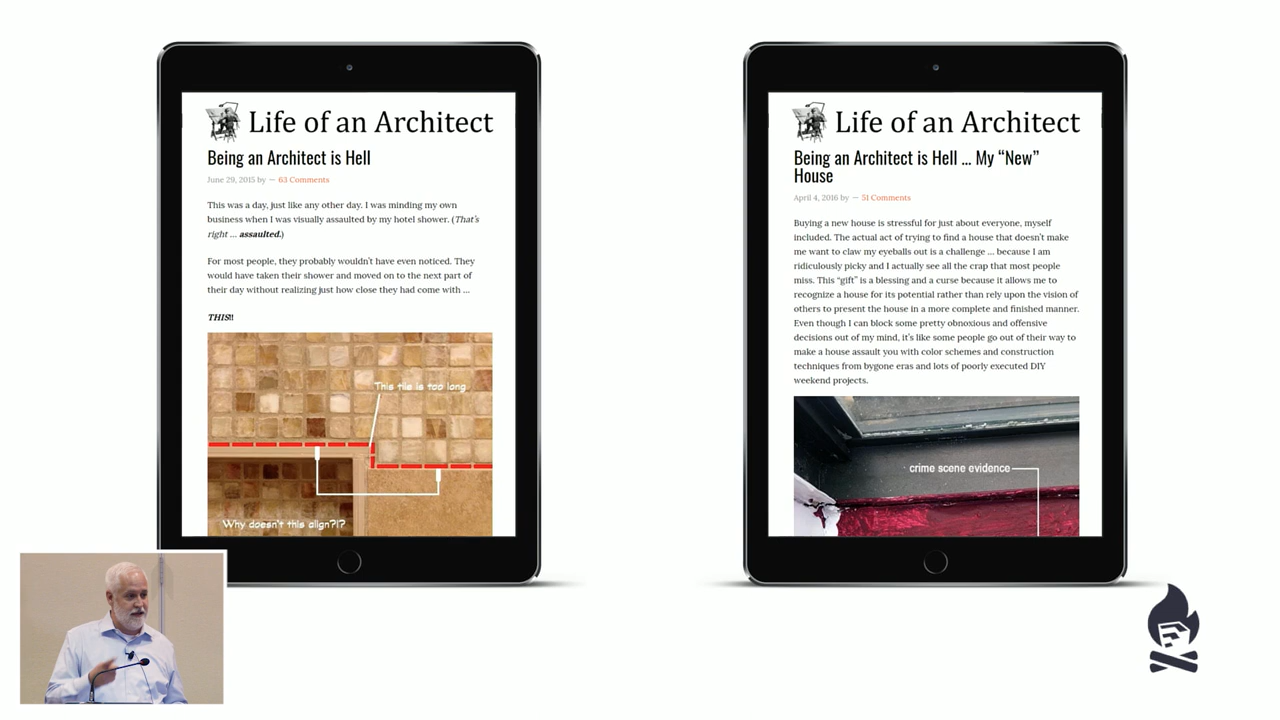 Life of an Architect
Being an Architect is Hell
June 29, 2015 by — 63 Comments
This was a day, just like any other day. I was minding my own
business when I was visually assaulted by my hotel shower. (That's
right ... assaulted.)
For most people, they probably wouldn't have even noticed. They
would have taken their shower and moved on to the next part of
their day without realizing just how close they had come with ...
THIS!!
This tile is too long
Why doesn't this align?!?
Life of an Architect
Being an Architect is Hell ... My “New”
House
April 4, 2016 by — 51 Comments
Buying a new house is stressful for just about everyone, myself
included. The actual act of trying to find a house that doesn't make
me want to claw my eyeballs out is a challenge ... because I am
ridiculously picky and I actually see all the crap that most people
miss. This “gift” is a blessing and a curse because it allows me to
recognize a house for its potential rather than rely upon the vision of
others to present the house in a more complete and finished manner.
Even though I can block some pretty obnoxious and offensive
decisions out of my mind, it's like some people go out of their way to
make a house assault you with color schemes and construction
techniques from bygone eras and lots of poorly executed DIY
weekend projects.
crime scene evidence